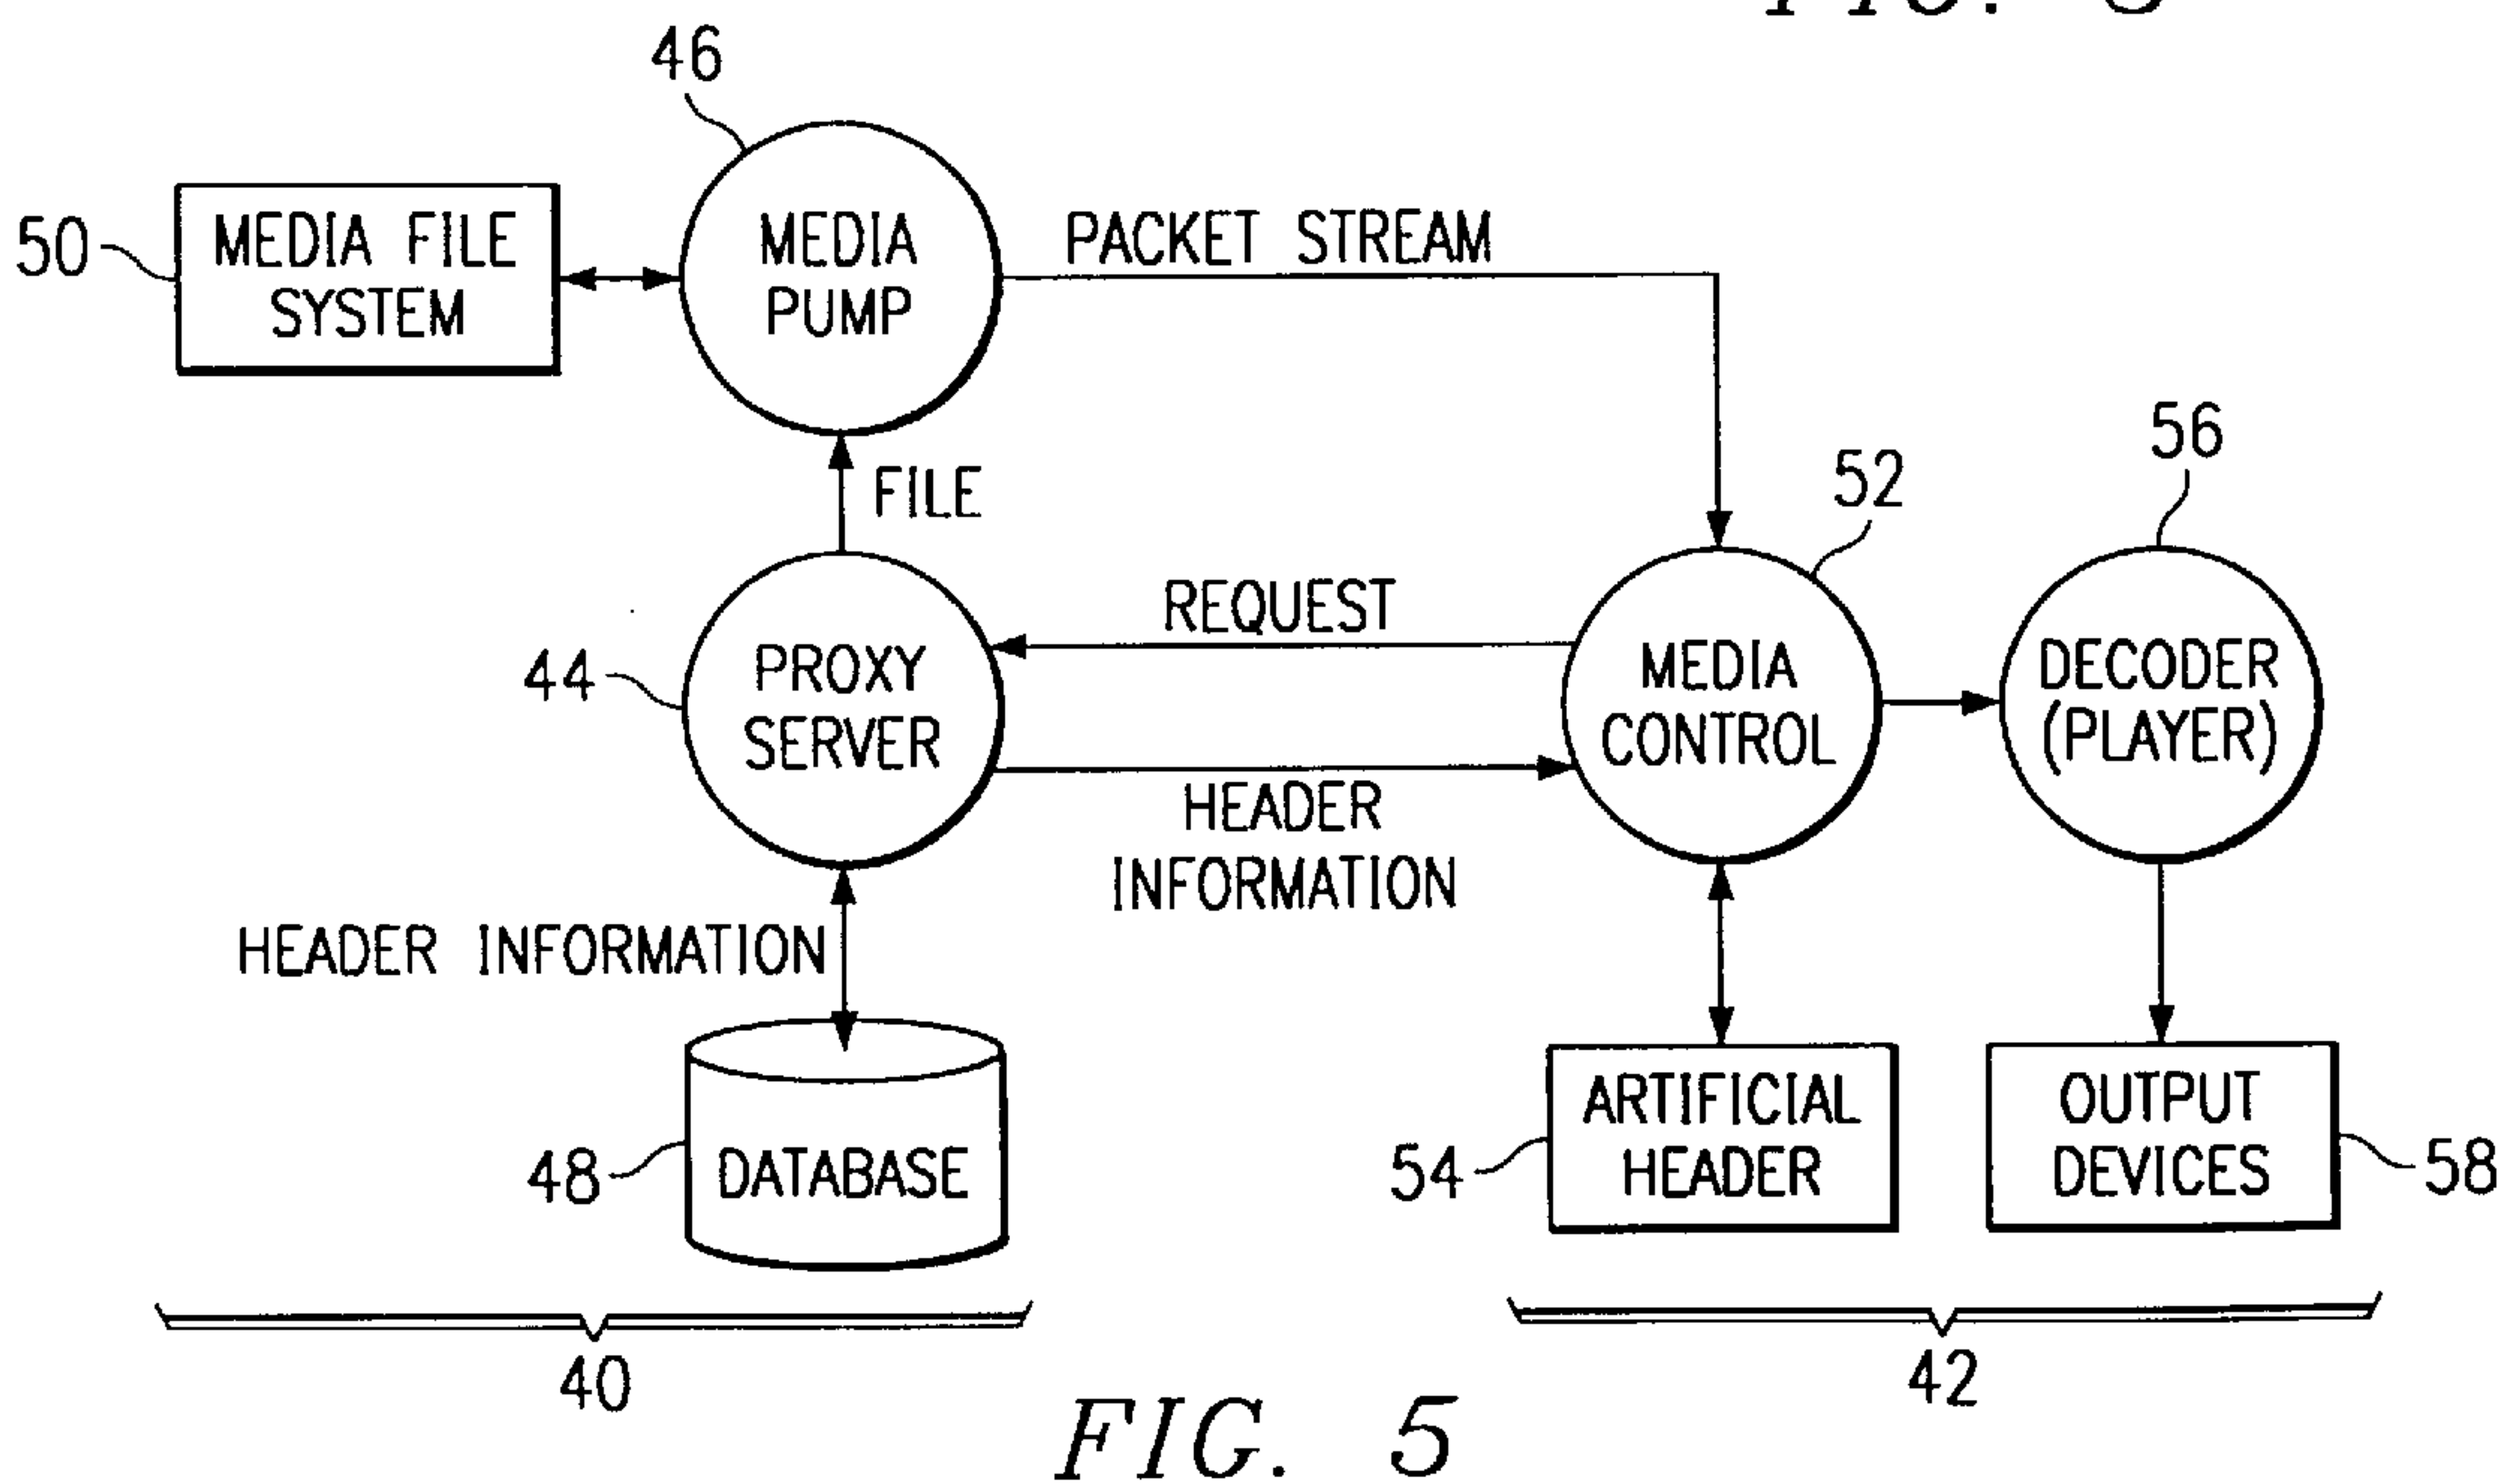 46
50
MEDIA FILE
SYSTEM
MEDIA
PUMP
PACKET STREAM
FILE
52
56
REQUEST
44
PROXY
SERVER
MEDIA
CONTROL
DECODER
(PLAYER)
HEADER
INFORMATION
HEADER INFORMATION
48
DATABASE
54
ARTIFICIAL
HEADER
OUTPUT
DEVICES
58
40
42
FIG. 5